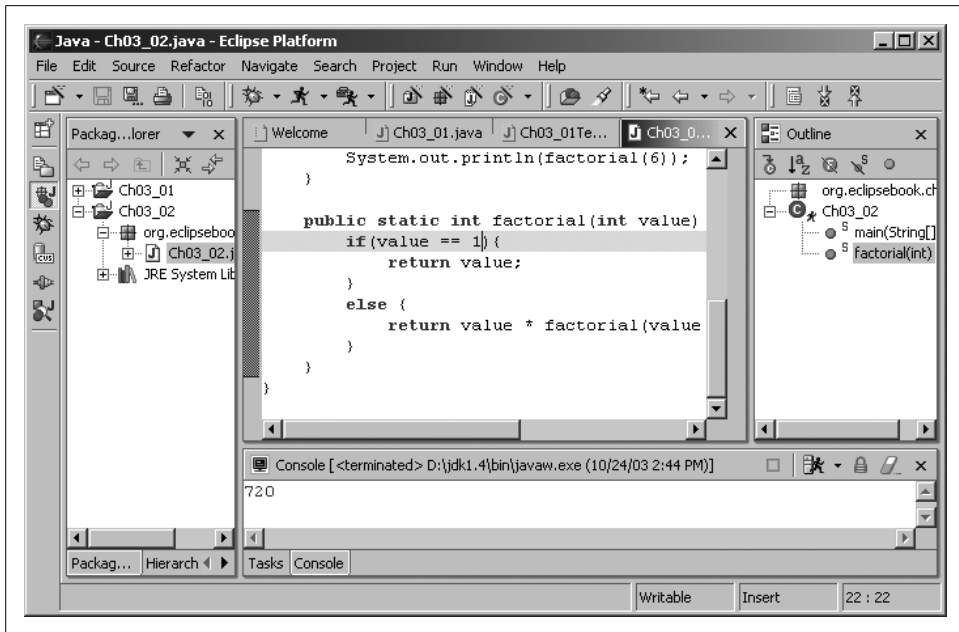 Java - Ch03_02.java - Eclipse Platform
File Edit Source Refactor Navigate Search Project Run Window Help
Packag...lorer
Ch03_01
Ch03_02
org.eclipseboo
Ch03_02.j
JRE System Lib
Packag... Hierarch
Welcome Ch03_01.java Ch03_01Te... Ch03_0...
System.out.println(factorial(6));
}
public static int factorial(int value)
if(value == 1){
return value;
}
else {
return value * factorial(value
}
}
}
Outline
org.eclipsebook.ch
Ch03_02
main(String[]
factorial(int)
Console [<terminated> D:\jdk1.4\bin\javaw.exe (10/24/03 2:44 PM)]
720
Tasks Console
Writable Insert 22 : 22